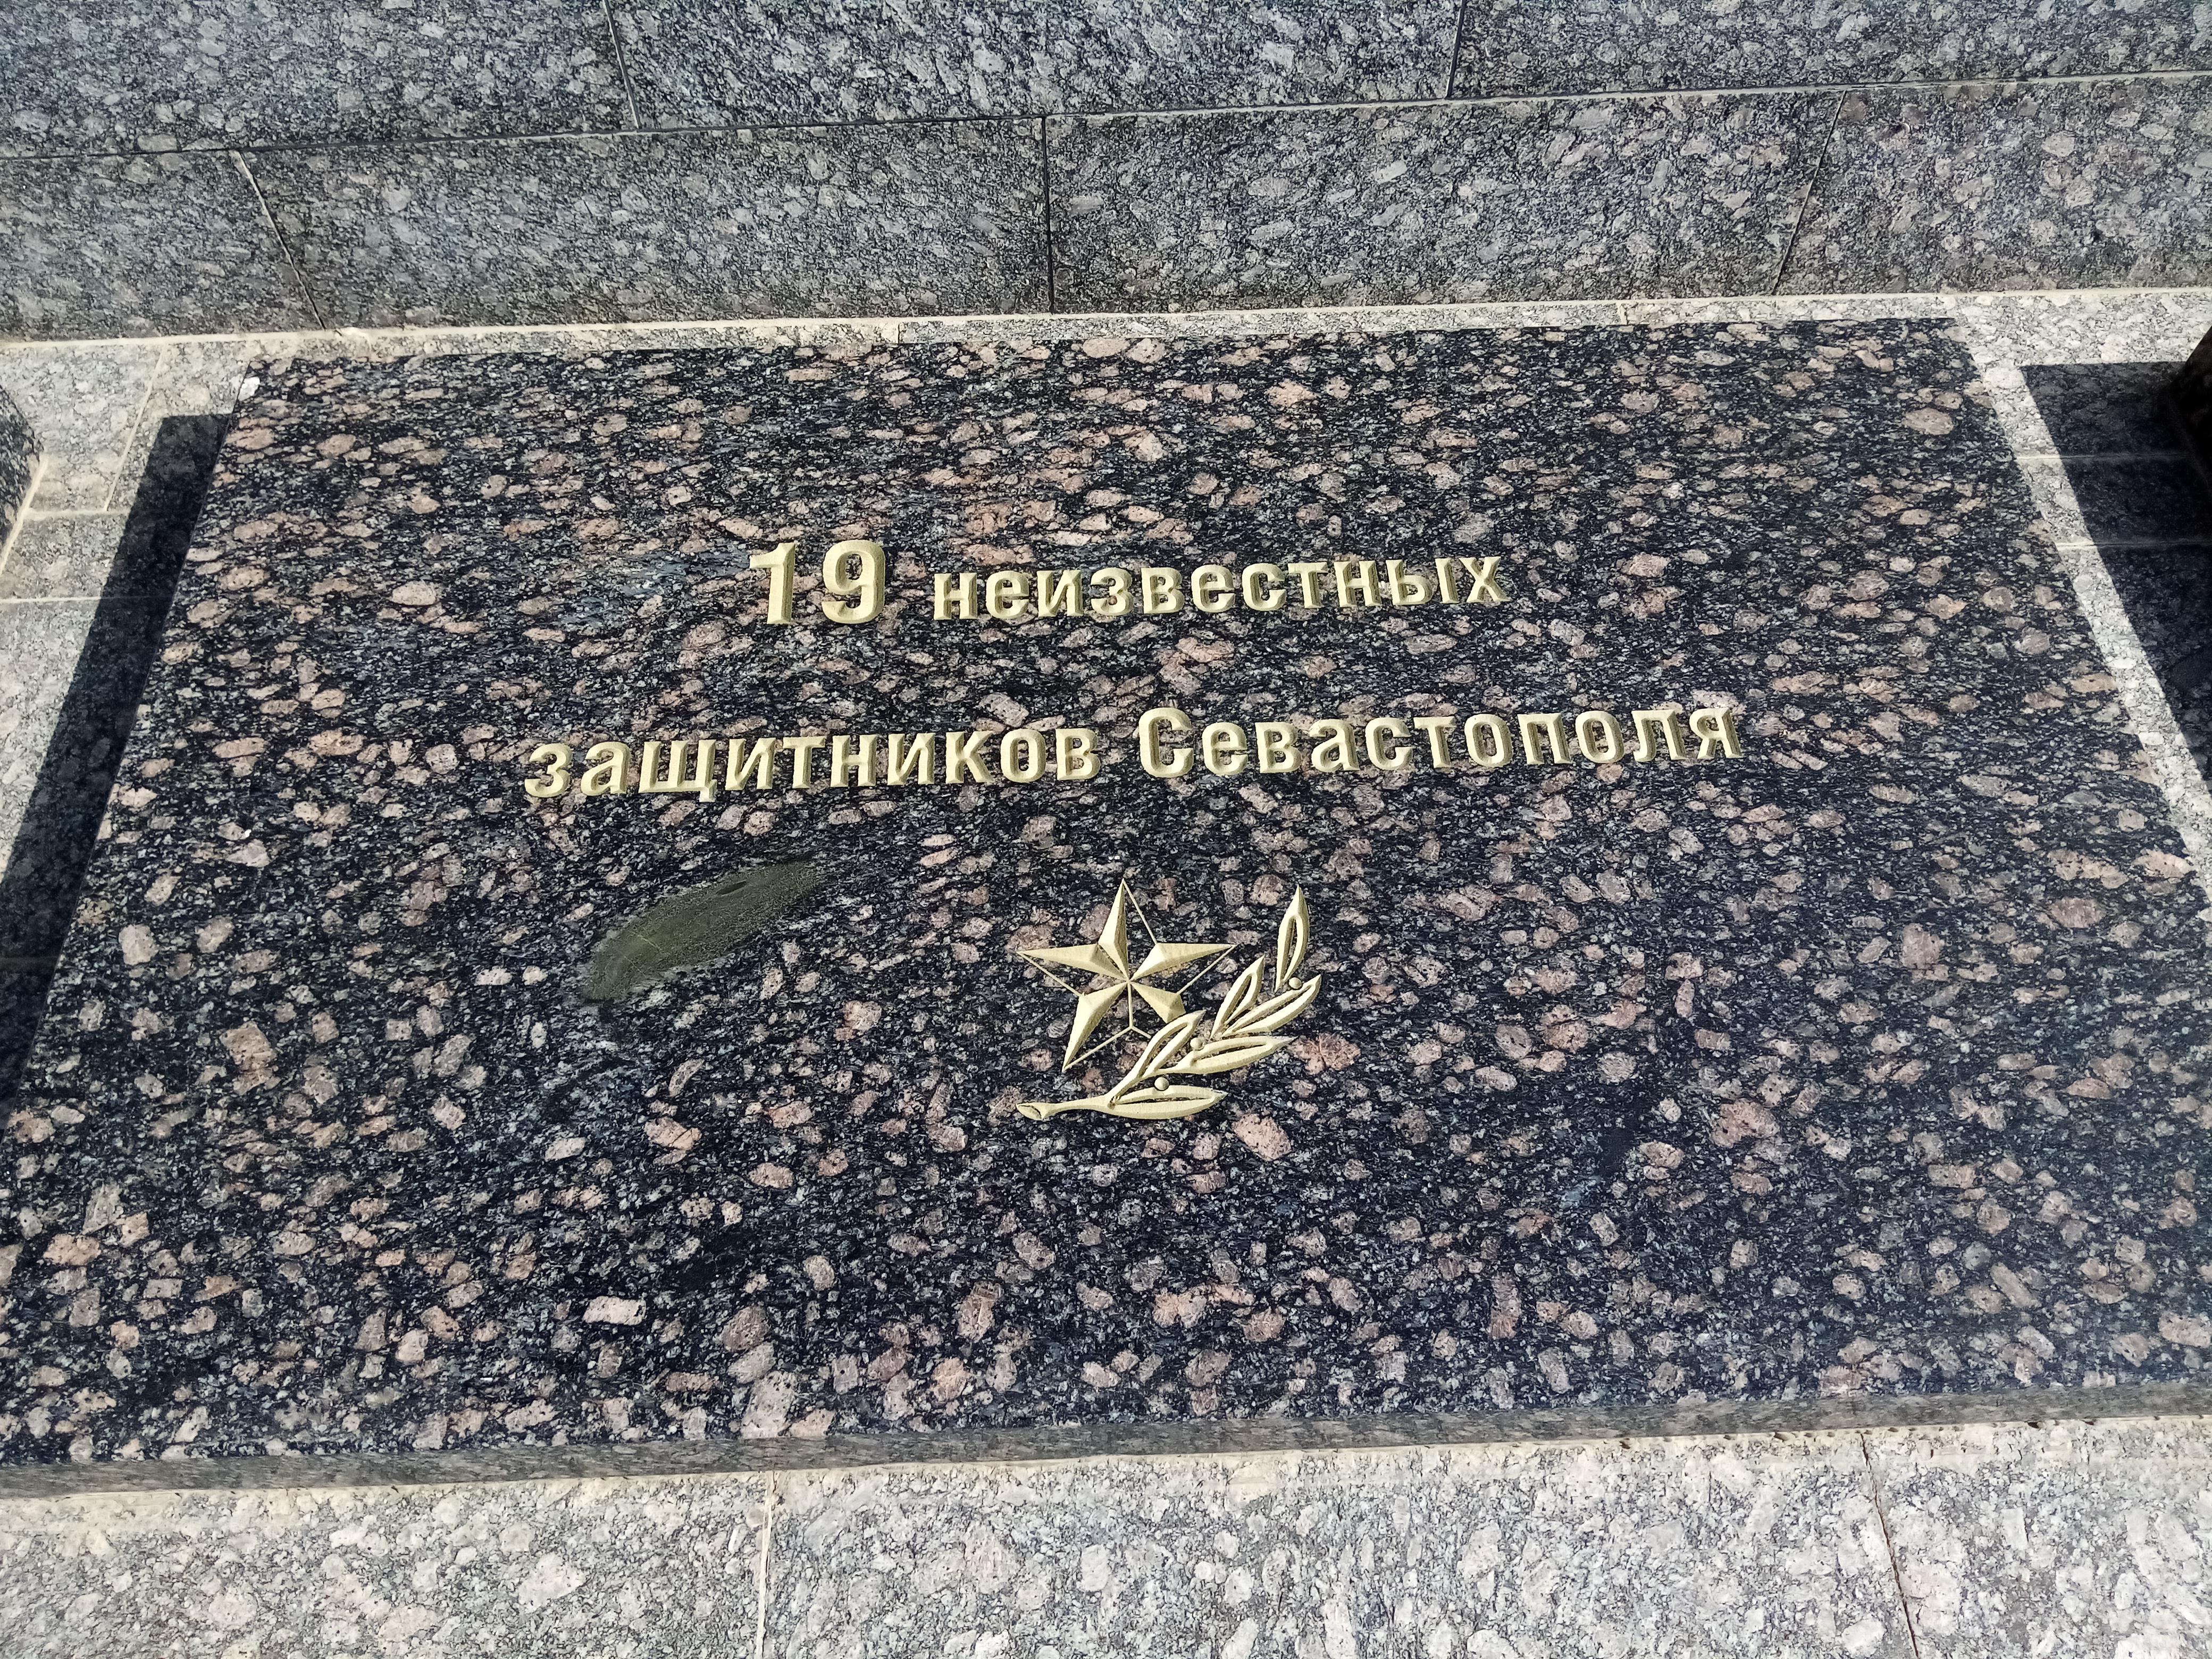 19 неизвестных
защитников Севастополя